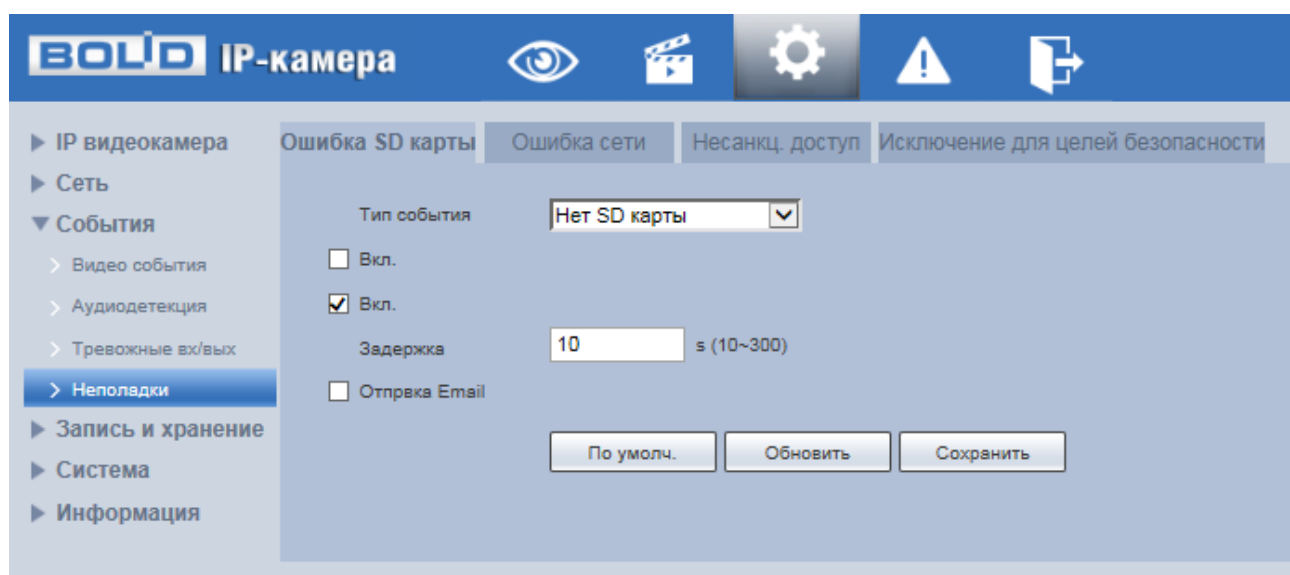 BOLID IP-камера
IP видеокамера
Сеть
События
Видео события
Аудиодетекция
Тревожные вх/вых
Неполадки
Запись и хранение
Система
Информация
Ошибка SD карты Ошибка сети Несанкц. доступ Исключение для целей безопасности
Тип события Нет SD карты
Вкл.
Вкл.
Задержка 10 s (10~300)
Отпрвка Email
По умолч. Обновить Сохранить